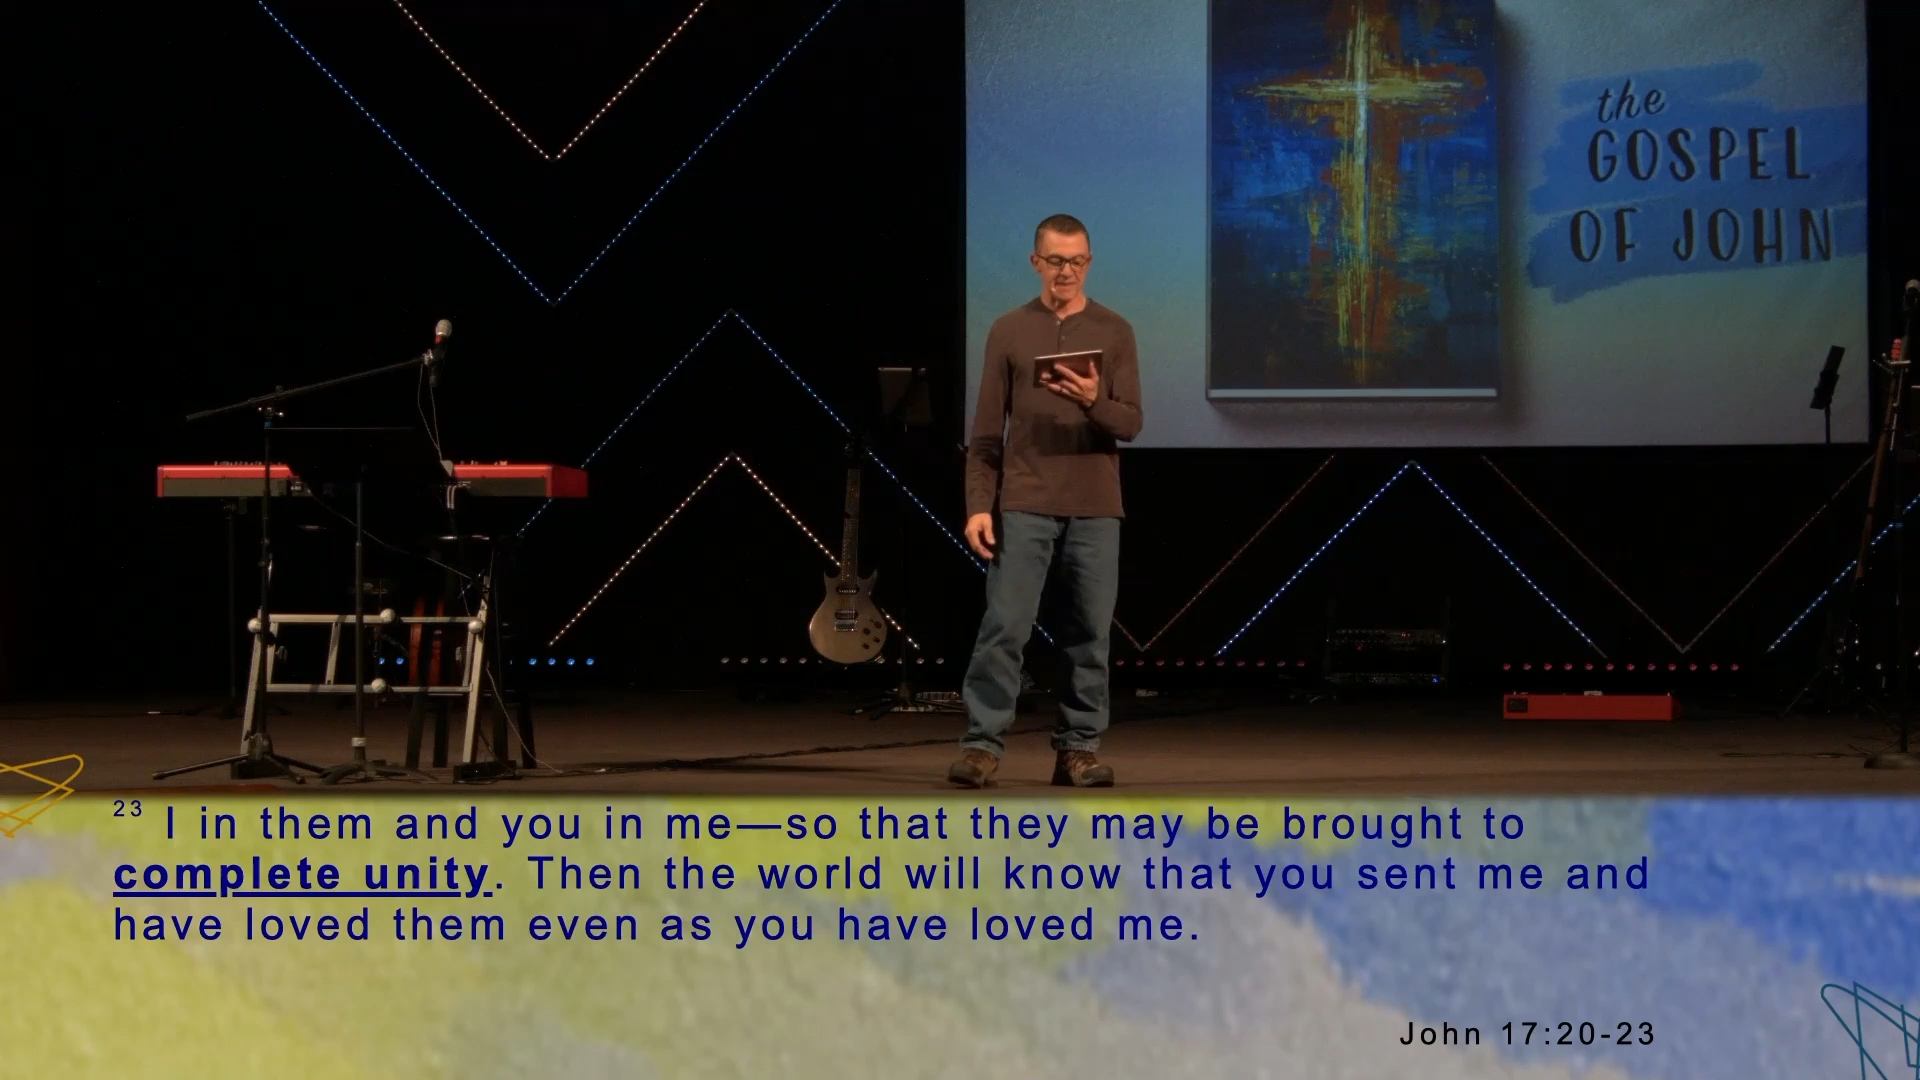 the
GOSPEL
OF JOHN
23 I in them and you in me—so that they may be brought to
complete unity. Then the world will know that you sent me and
have loved them even as you have loved me.
John 17:20-23